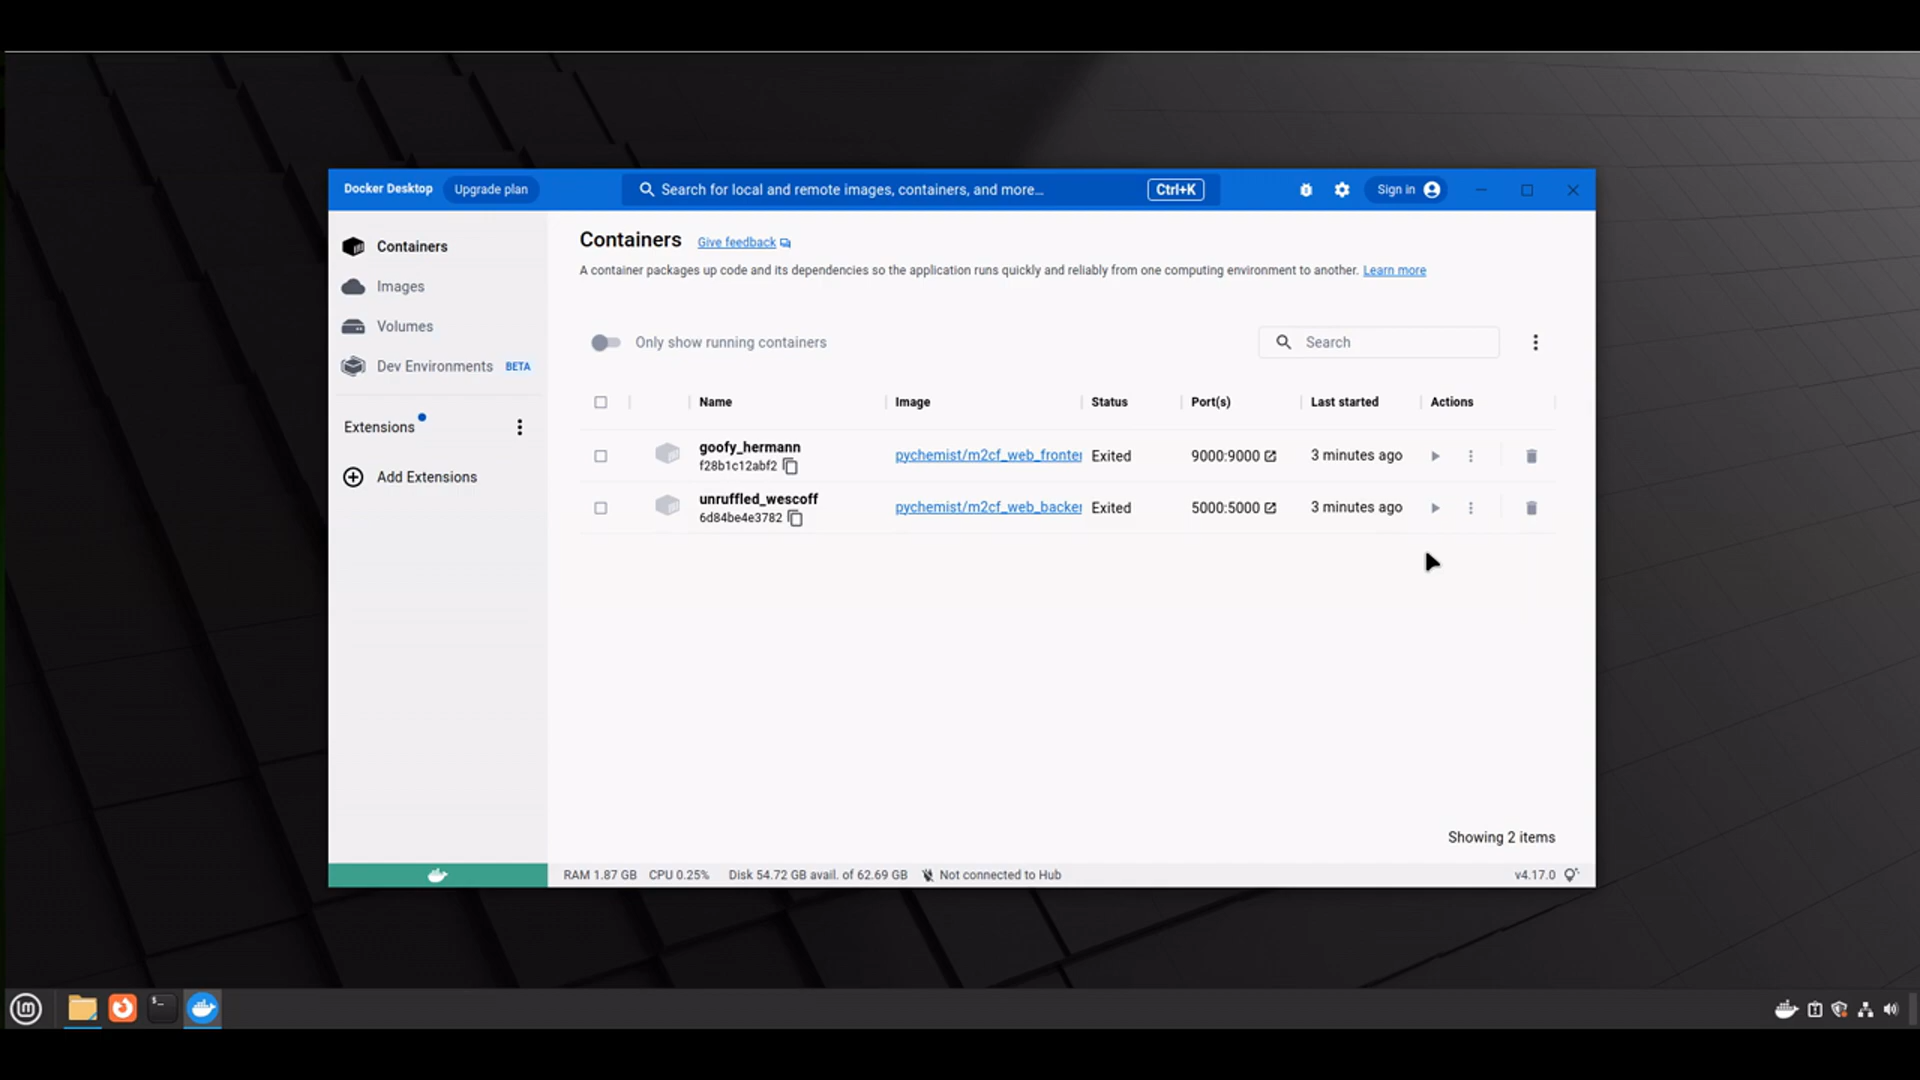 Docker Desktop Upgrade plan Search for local and remote images, containers, and more... Ctrl+K Sign in
Containers
Images
Volumes
Dev Environments BETA
Extensions
Add Extensions
Containers Give feedback
A container packages up code and its dependencies so the application runs quickly and reliably from one computing environment to another. Learn more
Only show running containers Search
Name Image Status Port(s) Last started Actions
goofy_hermann
f28b1c12abf2
pychemist/m2cf_web_fronte Exited 9000:9000 3 minutes ago
unruffled_wescoff
6d84be4e3782
pychemist/m2cf_web_backe Exited 5000:5000 3 minutes ago
Showing 2 items
RAM 1.87 GB CPU 0.25% Disk 54.72 GB avail. of 62.69 GB Not connected to Hub v4.17.0